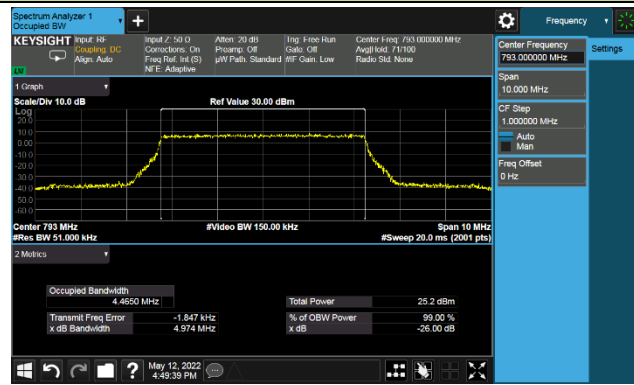 Spectrum Analyzer 1
Occupied BW
+
Frequency
KEYSIGHT
Input: RF
Coupling: DC
Align: Auto
Input Z: 50 Ω
Corrections: On
Freq Ref: Int (S)
NFE: Adaptive
Atten: 20 dB
Preamp: Off
µW Path: Standard
Trig: Free Run
Gate: Off
#IF Gain: Low
Center Freq: 793.000000 MHz
Avg|Hold: 71/100
Radio Std: None
LW
Center Frequency
793.000000 MHz
Settings
Span
10.000 MHz
CF Step
1.000000 MHz
Auto
Man
Freq Offset
0 Hz
1 Graph
Scale/Div 10.0 dB
Ref Value 30.00 dBm
Log
20.0
10.0
0.00
-10.0
-20.0
-30.0
-40.0
-50.0
-60.0
Center 793 MHz
#Video BW 150.00 kHz
Span 10 MHz
#Res BW 51.000 kHz
#Sweep 20.0 ms (2001 pts)
2 Metrics
Occupied Bandwidth
4.4650 MHz
Total Power
25.2 dBm
Transmit Freq Error
-1.847 kHz
% of OBW Power
99.00 %
x dB Bandwidth
4.974 MHz
x dB
-26.00 dB
?
May 12, 2022
4:49:39 PM